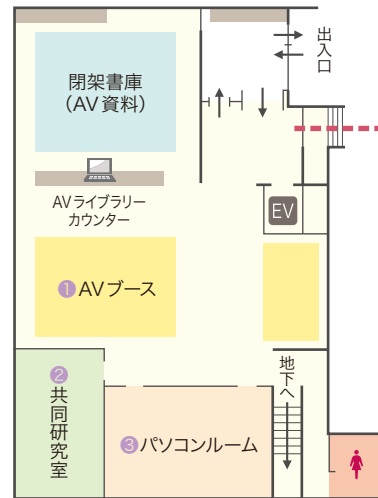 閉架書庫
（AV資料）
出入口
AVライブラリー
カウンター
EV
❶AVブース
地下へ
❷共同研究室
❸パソコンルーム